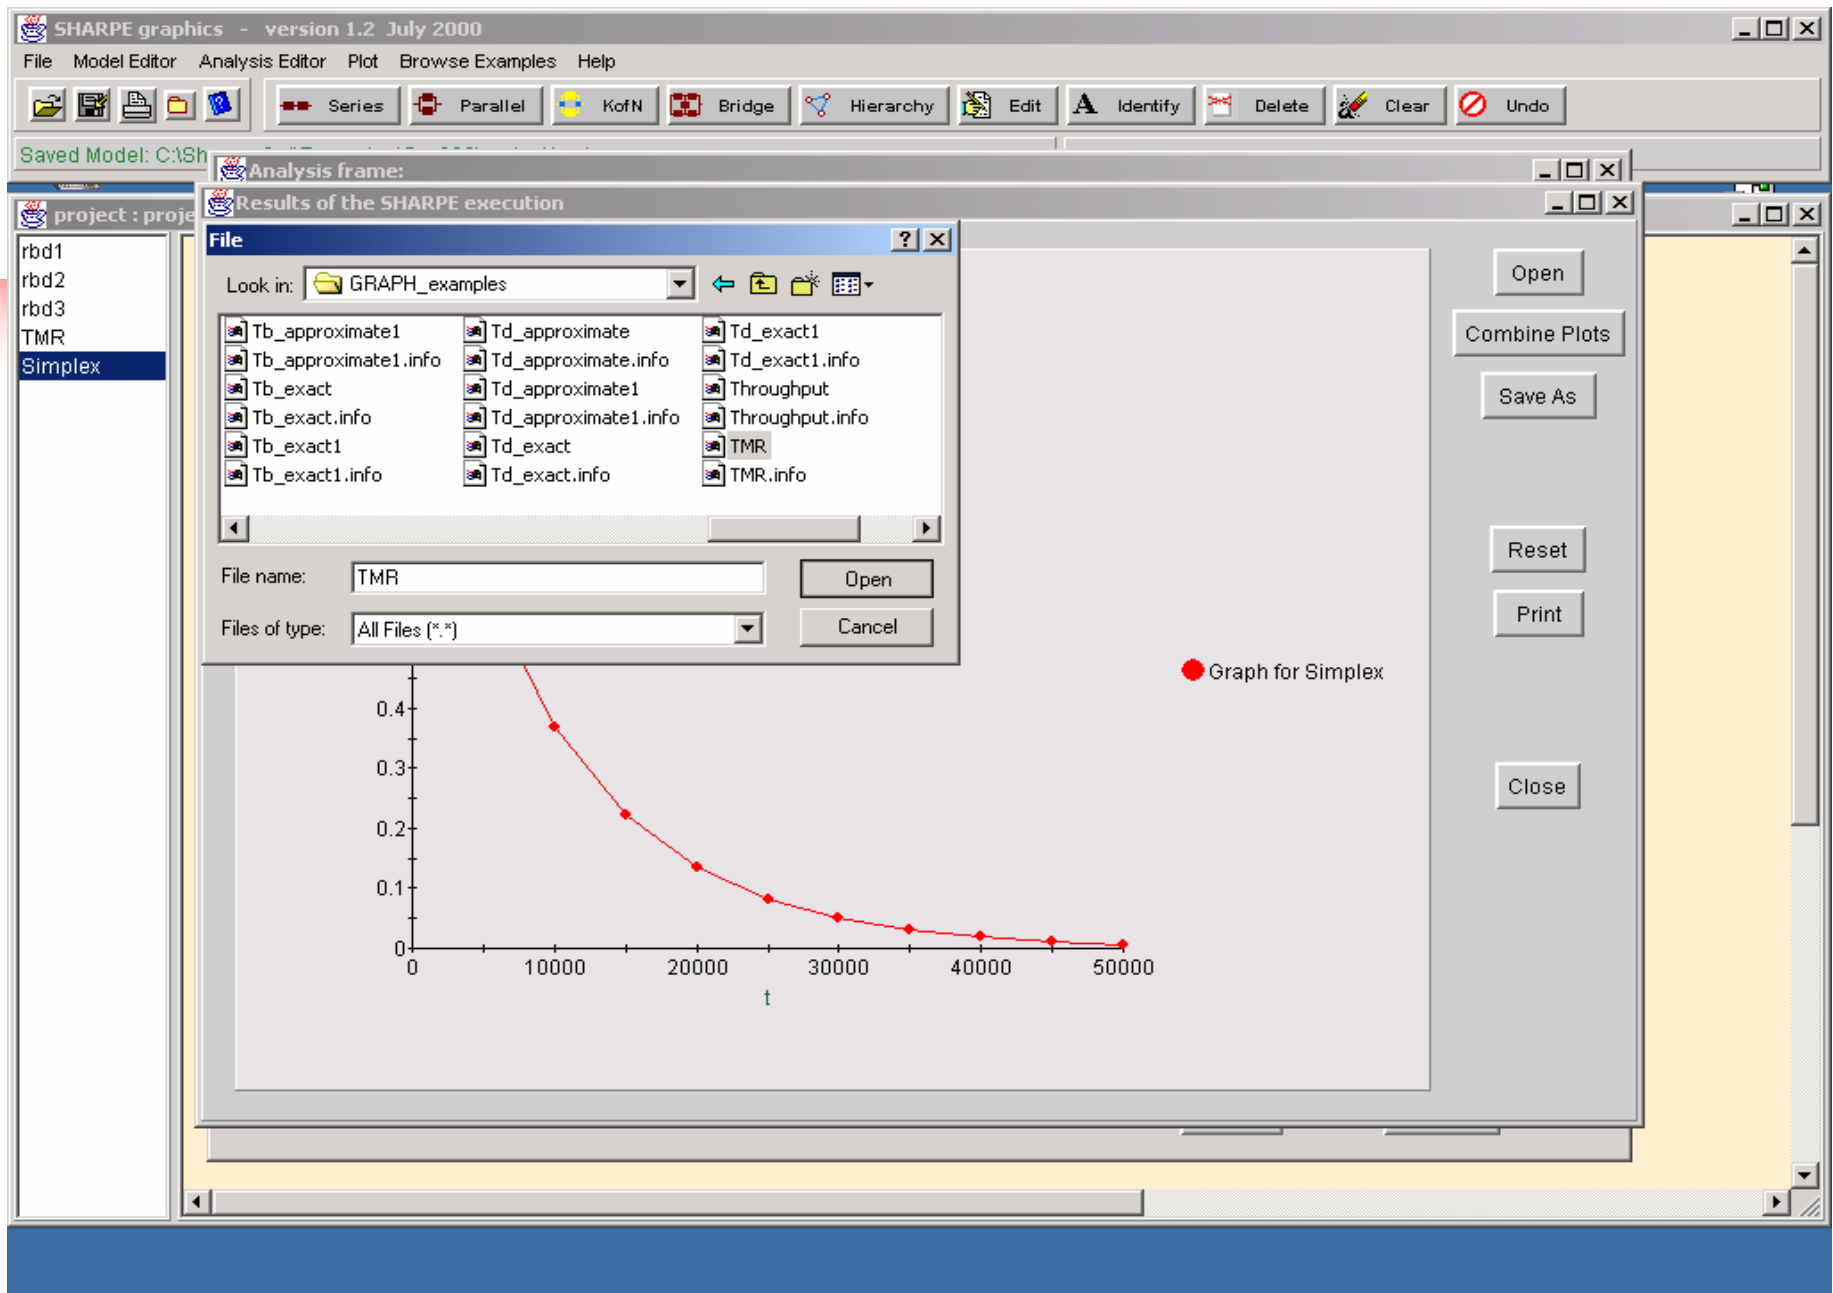 SHARPE graphics - version 1.2 July 2000
File Model Editor Analysis Editor Plot Browse Examples Help
Series Parallel KofN Bridge Hierarchy Edit Identify Delete Clear Undo
Saved Model: C:\Sh
Analysis frame:
Results of the SHARPE execution
project : proje
rbd1
rbd2
rbd3
TMR
Simplex
File
Look in: GRAPH_examples
Tb_approximate1 Td_approximate Td_exact1
Tb_approximate1.info Td_approximate.info Td_exact1.info
Tb_exact Td_approximate1 Throughput
Tb_exact.info Td_approximate1.info Throughput.info
Tb_exact1 Td_exact TMR
Tb_exact1.info Td_exact.info TMR.info
File name: TMR Open
Files of type: All Files (*.*) Cancel
Open
Combine Plots
Save As
Reset
Print
Close
Graph for Simplex
0.4
0.3
0.2
0.1
0
0 10000 20000 30000 40000 50000
t